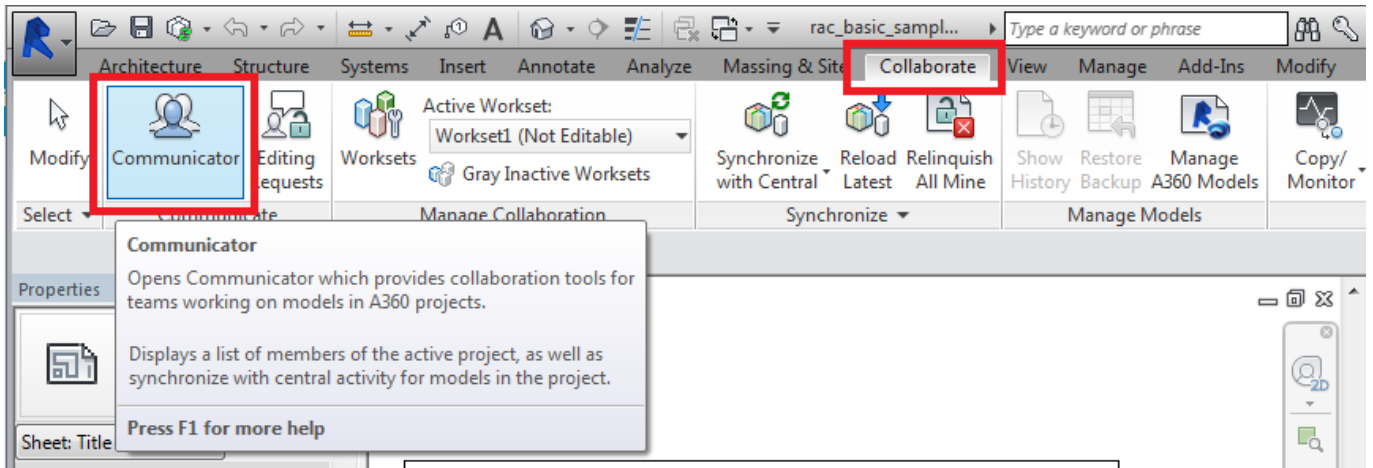 rac_basic_sampl... Type a keyword or phrase
Architecture Structure Systems Insert Annotate Analyze Massing & Site Collaborate View Manage Add-Ins Modify
Modify
Communicator
Editing
Requests
Worksets
Active Workset:
Workset1 (Not Editable)
Gray Inactive Worksets
Synchronize
with Central
Reload
Latest
Relinquish
All Mine
Show
History
Restore
Backup
Manage
A360 Models
Copy/
Monitor
Select Communicate Manage Collaboration Synchronize Manage Models
Communicator
Opens Communicator which provides collaboration tools for
teams working on models in A360 projects.
Displays a list of members of the active project, as well as
synchronize with central activity for models in the project.
Press F1 for more help
Properties
2D
Sheet: Title